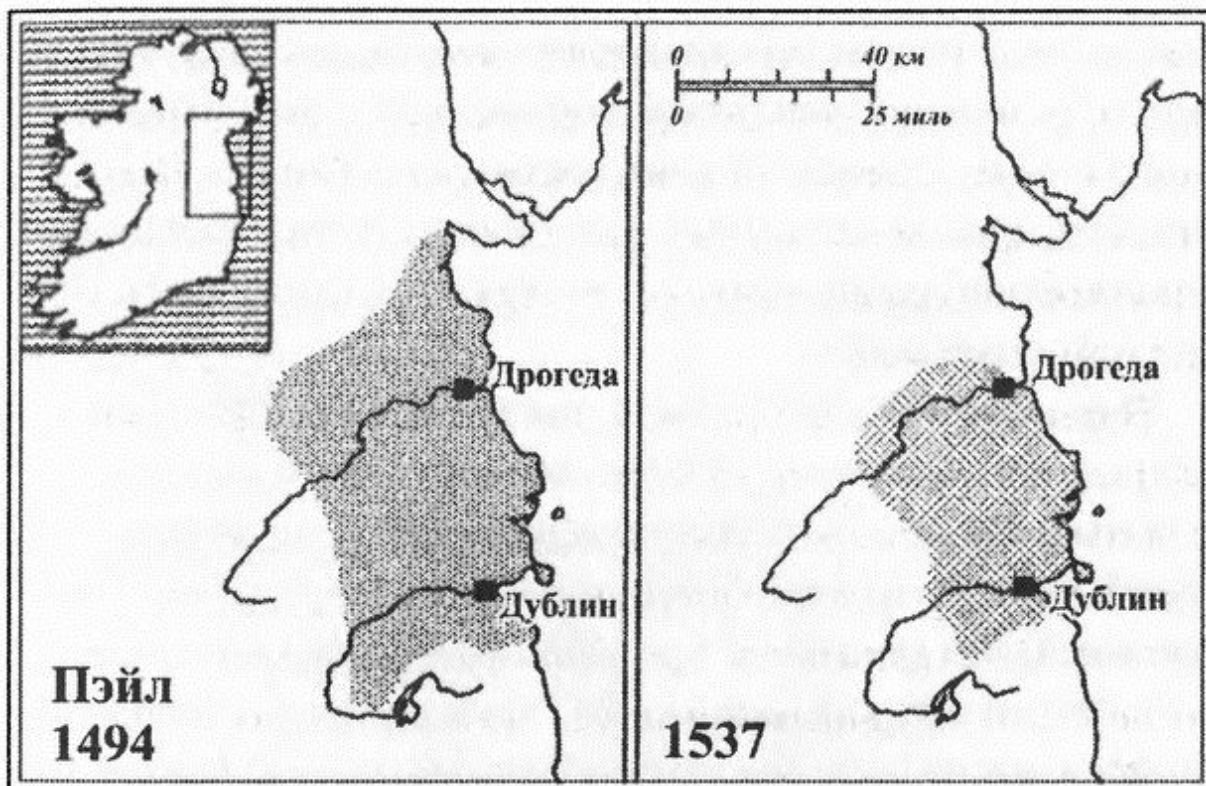 0 40 км
0 25 миль
Дрогеда
Дублин
Пэйл
1494
Дрогеда
Дублин
1537